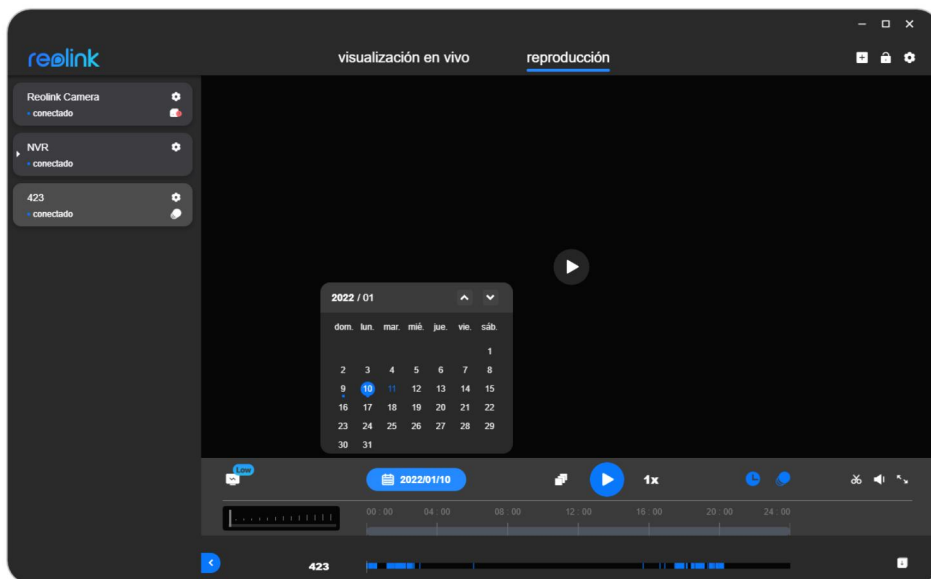 reolink
visualización en vivo
reproducción
Reolink Camera
conectado
NVR
conectado
423
conectado
2022 / 01
dom. lun. mar. mié. jue. vie. sáb.
1
2 3 4 5 6 7 8
9 10 11 12 13 14 15
16 17 18 19 20 21 22
23 24 25 26 27 28 29
30 31
Low
2022/01/10
1x
00 : 00 04 : 00 08 : 00 12 : 00 16 : 00 20 : 00 24 : 00
423